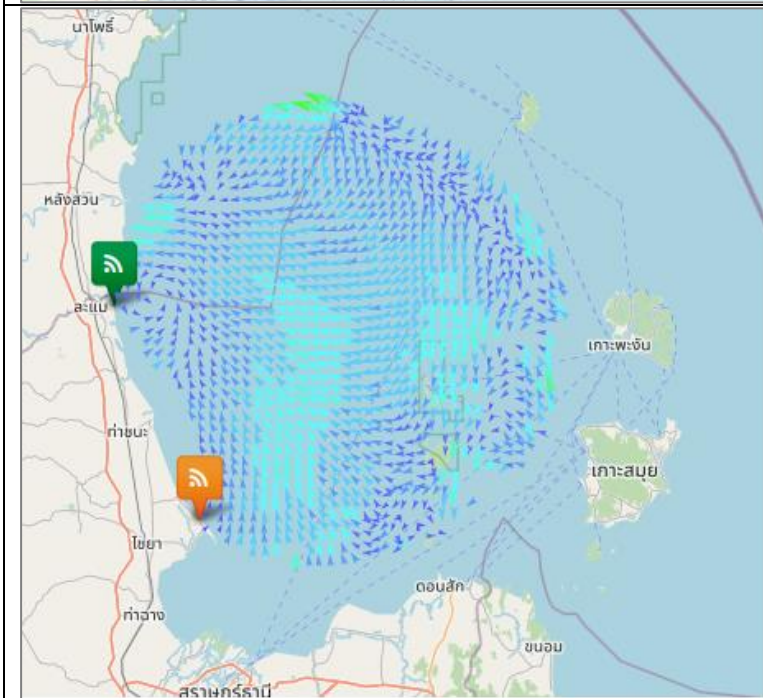 นาโพธิ์
หลังสวน
ละแม
เกาะพะงัน
ท่าชนะ
เกาะสมุย
ไชยา
ดอนสัก
ท่าฉาง
ขนอม
สุราษฎร์ธานี